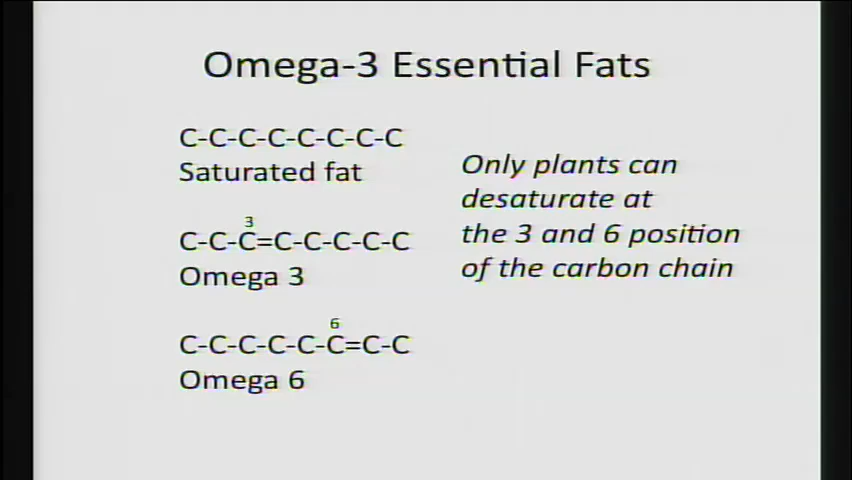 Omega-3 Essential Fats
C-C-C-C-C-C-C-C
Saturated fat
3
C-C-C=C-C-C-C-C
Omega 3
6
C-C-C-C-C-C=C-C
Omega 6
Only plants can
desaturate at
the 3 and 6 position
of the carbon chain